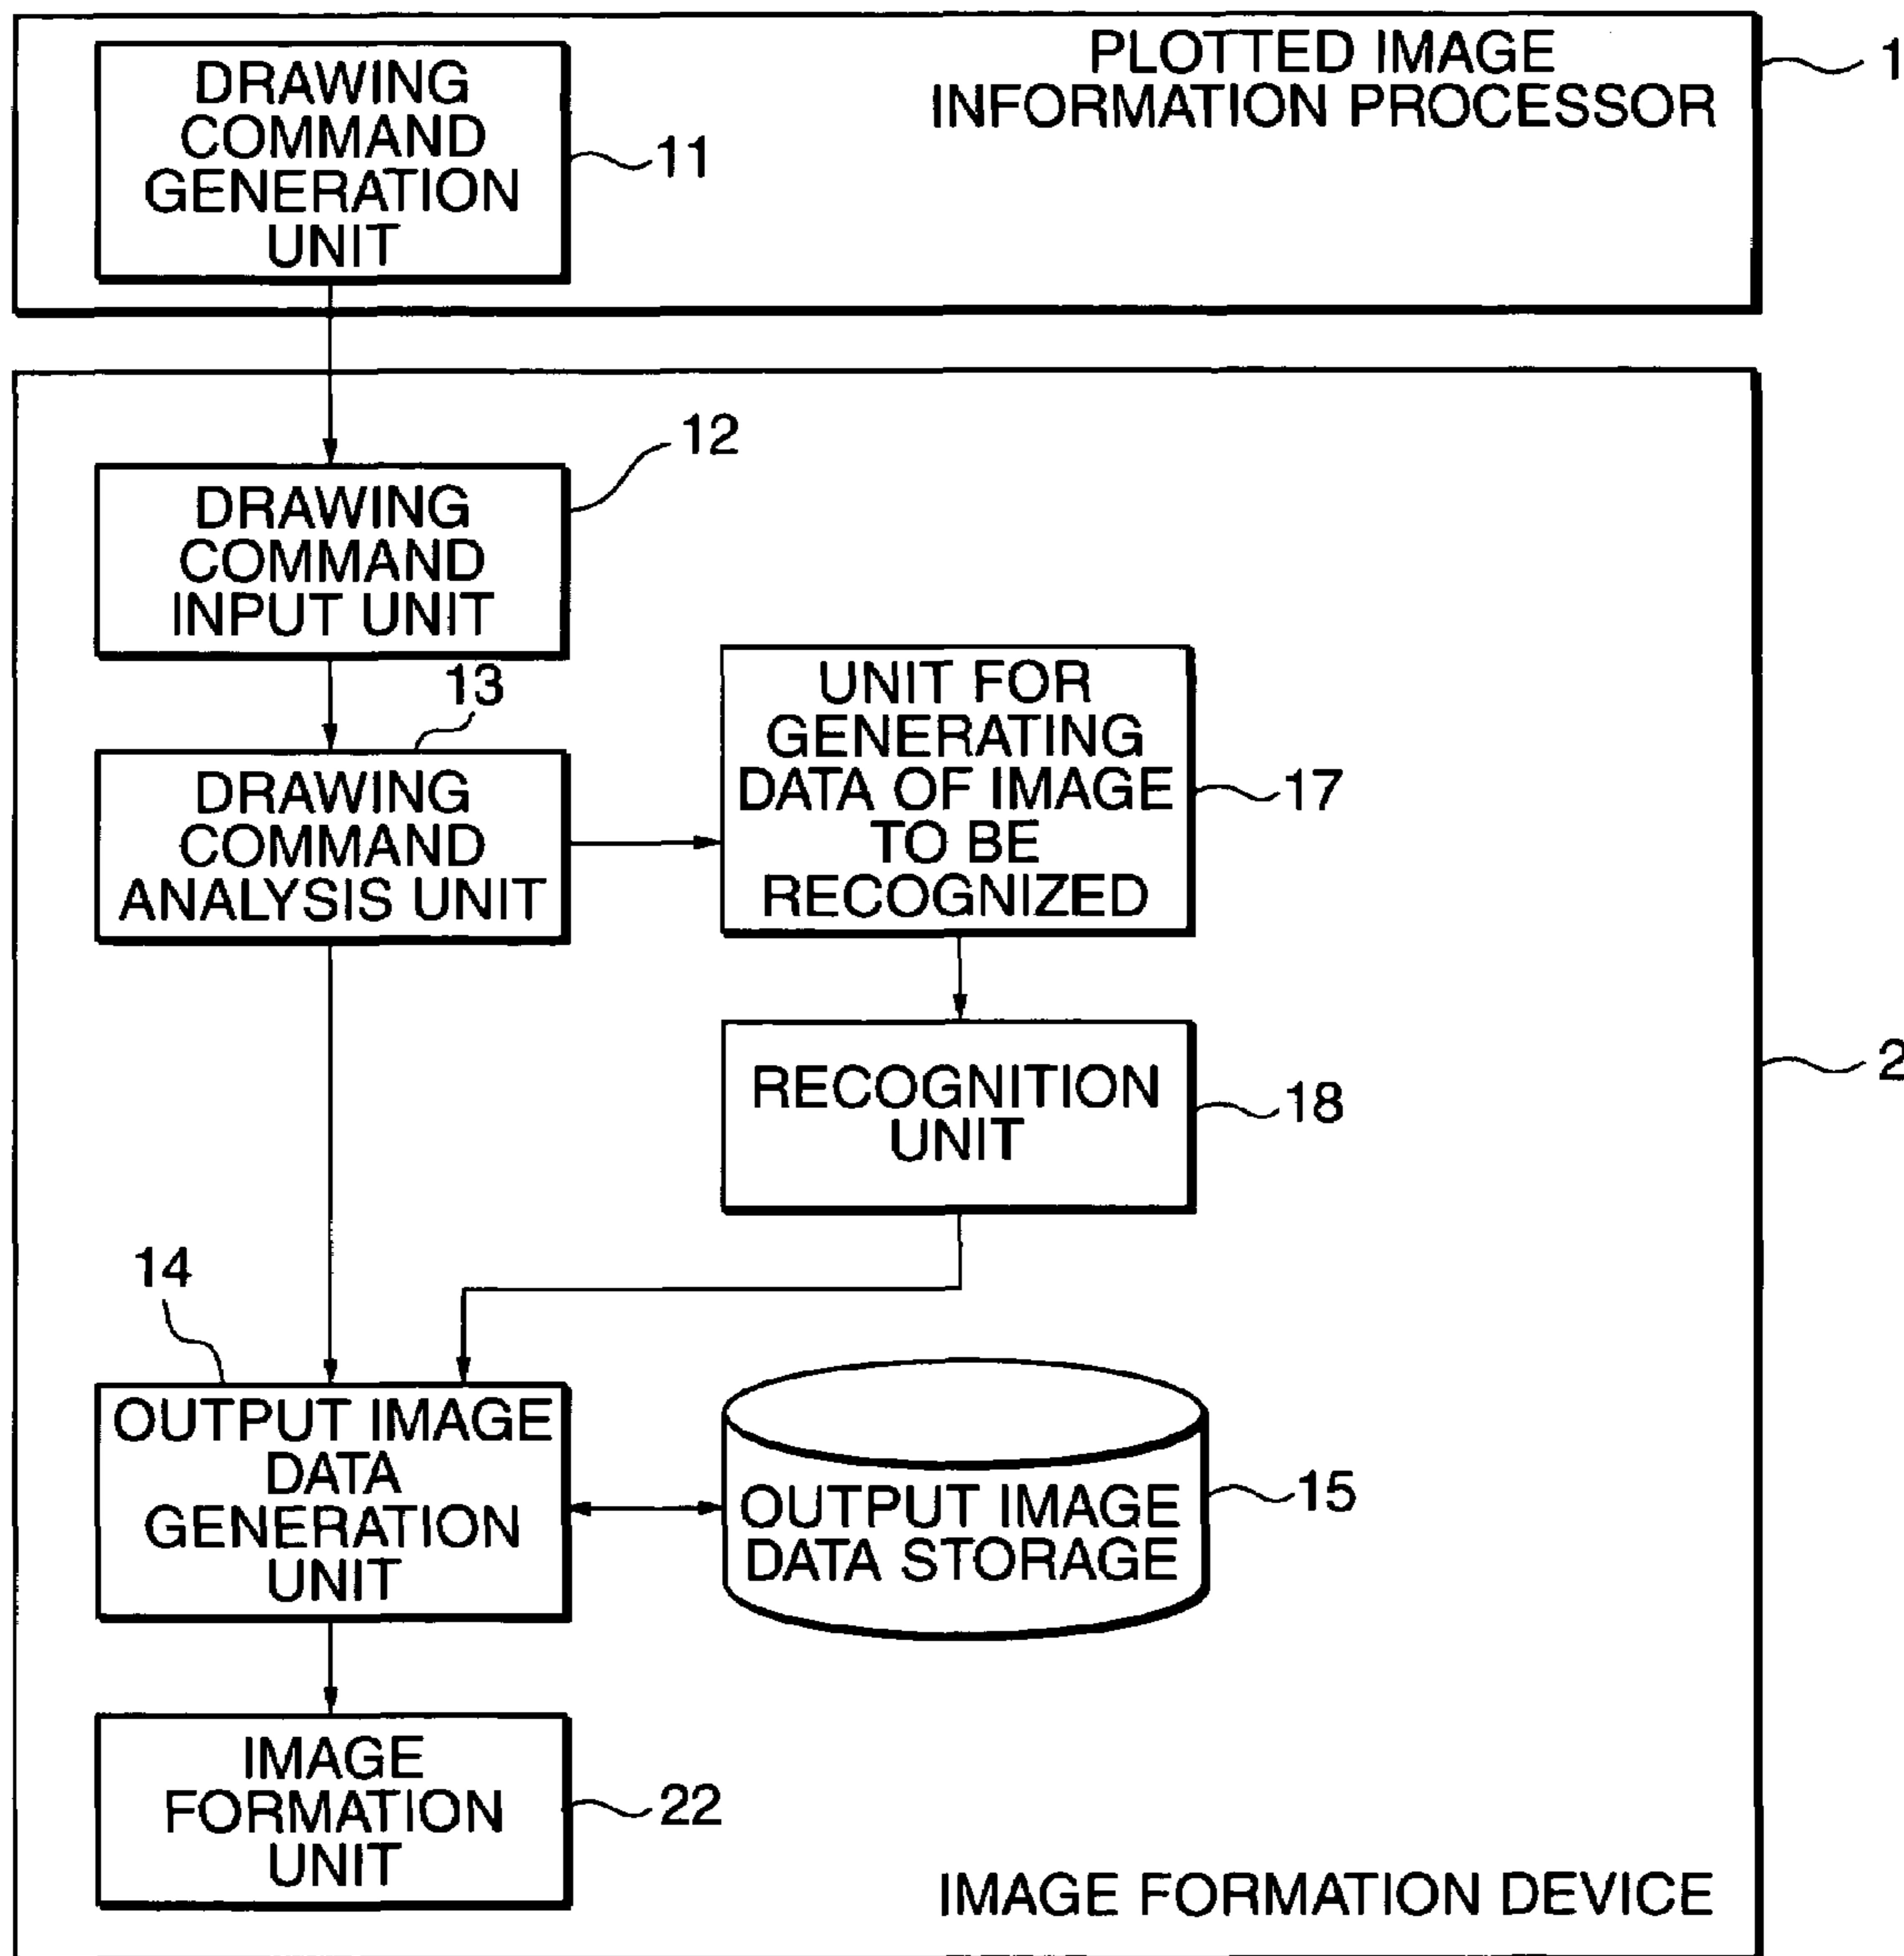 PLOTTED IMAGE
INFORMATION PROCESSOR
1
DRAWING
COMMAND
GENERATION
UNIT
11
12
DRAWING
COMMAND
INPUT UNIT
13
DRAWING
COMMAND
ANALYSIS UNIT
UNIT FOR
GENERATING
DATA OF IMAGE
TO BE
RECOGNIZED
17
RECOGNITION
UNIT
18
2
14
OUTPUT IMAGE
DATA
GENERATION
UNIT
OUTPUT IMAGE
DATA STORAGE
15
IMAGE
FORMATION
UNIT
22
IMAGE FORMATION DEVICE